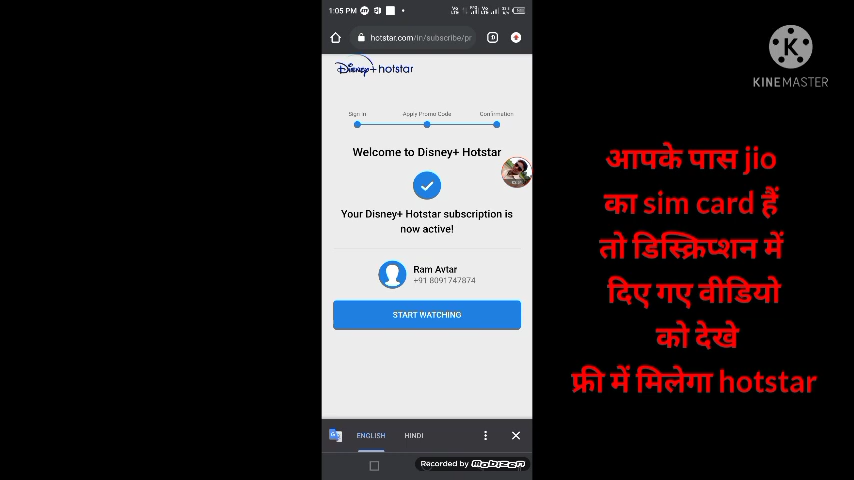 1:05 PM
hotstar.com/in/subscribe/pr
Disney+ hotstar
Sign in Apply Promo Code Confirmation
Welcome to Disney+ Hotstar
Your Disney+ Hotstar subscription is
now active!
Ram Avtar
+91 8091747874
START WATCHING
ENGLISH HINDI
Recorded by MOBIZEN
KINEMASTER
आपके पास jio
का sim card हैं
तो डिस्क्रिप्शन में
दिए गए वीडियो
को देखे
फ्री में मिलेगा hotstar